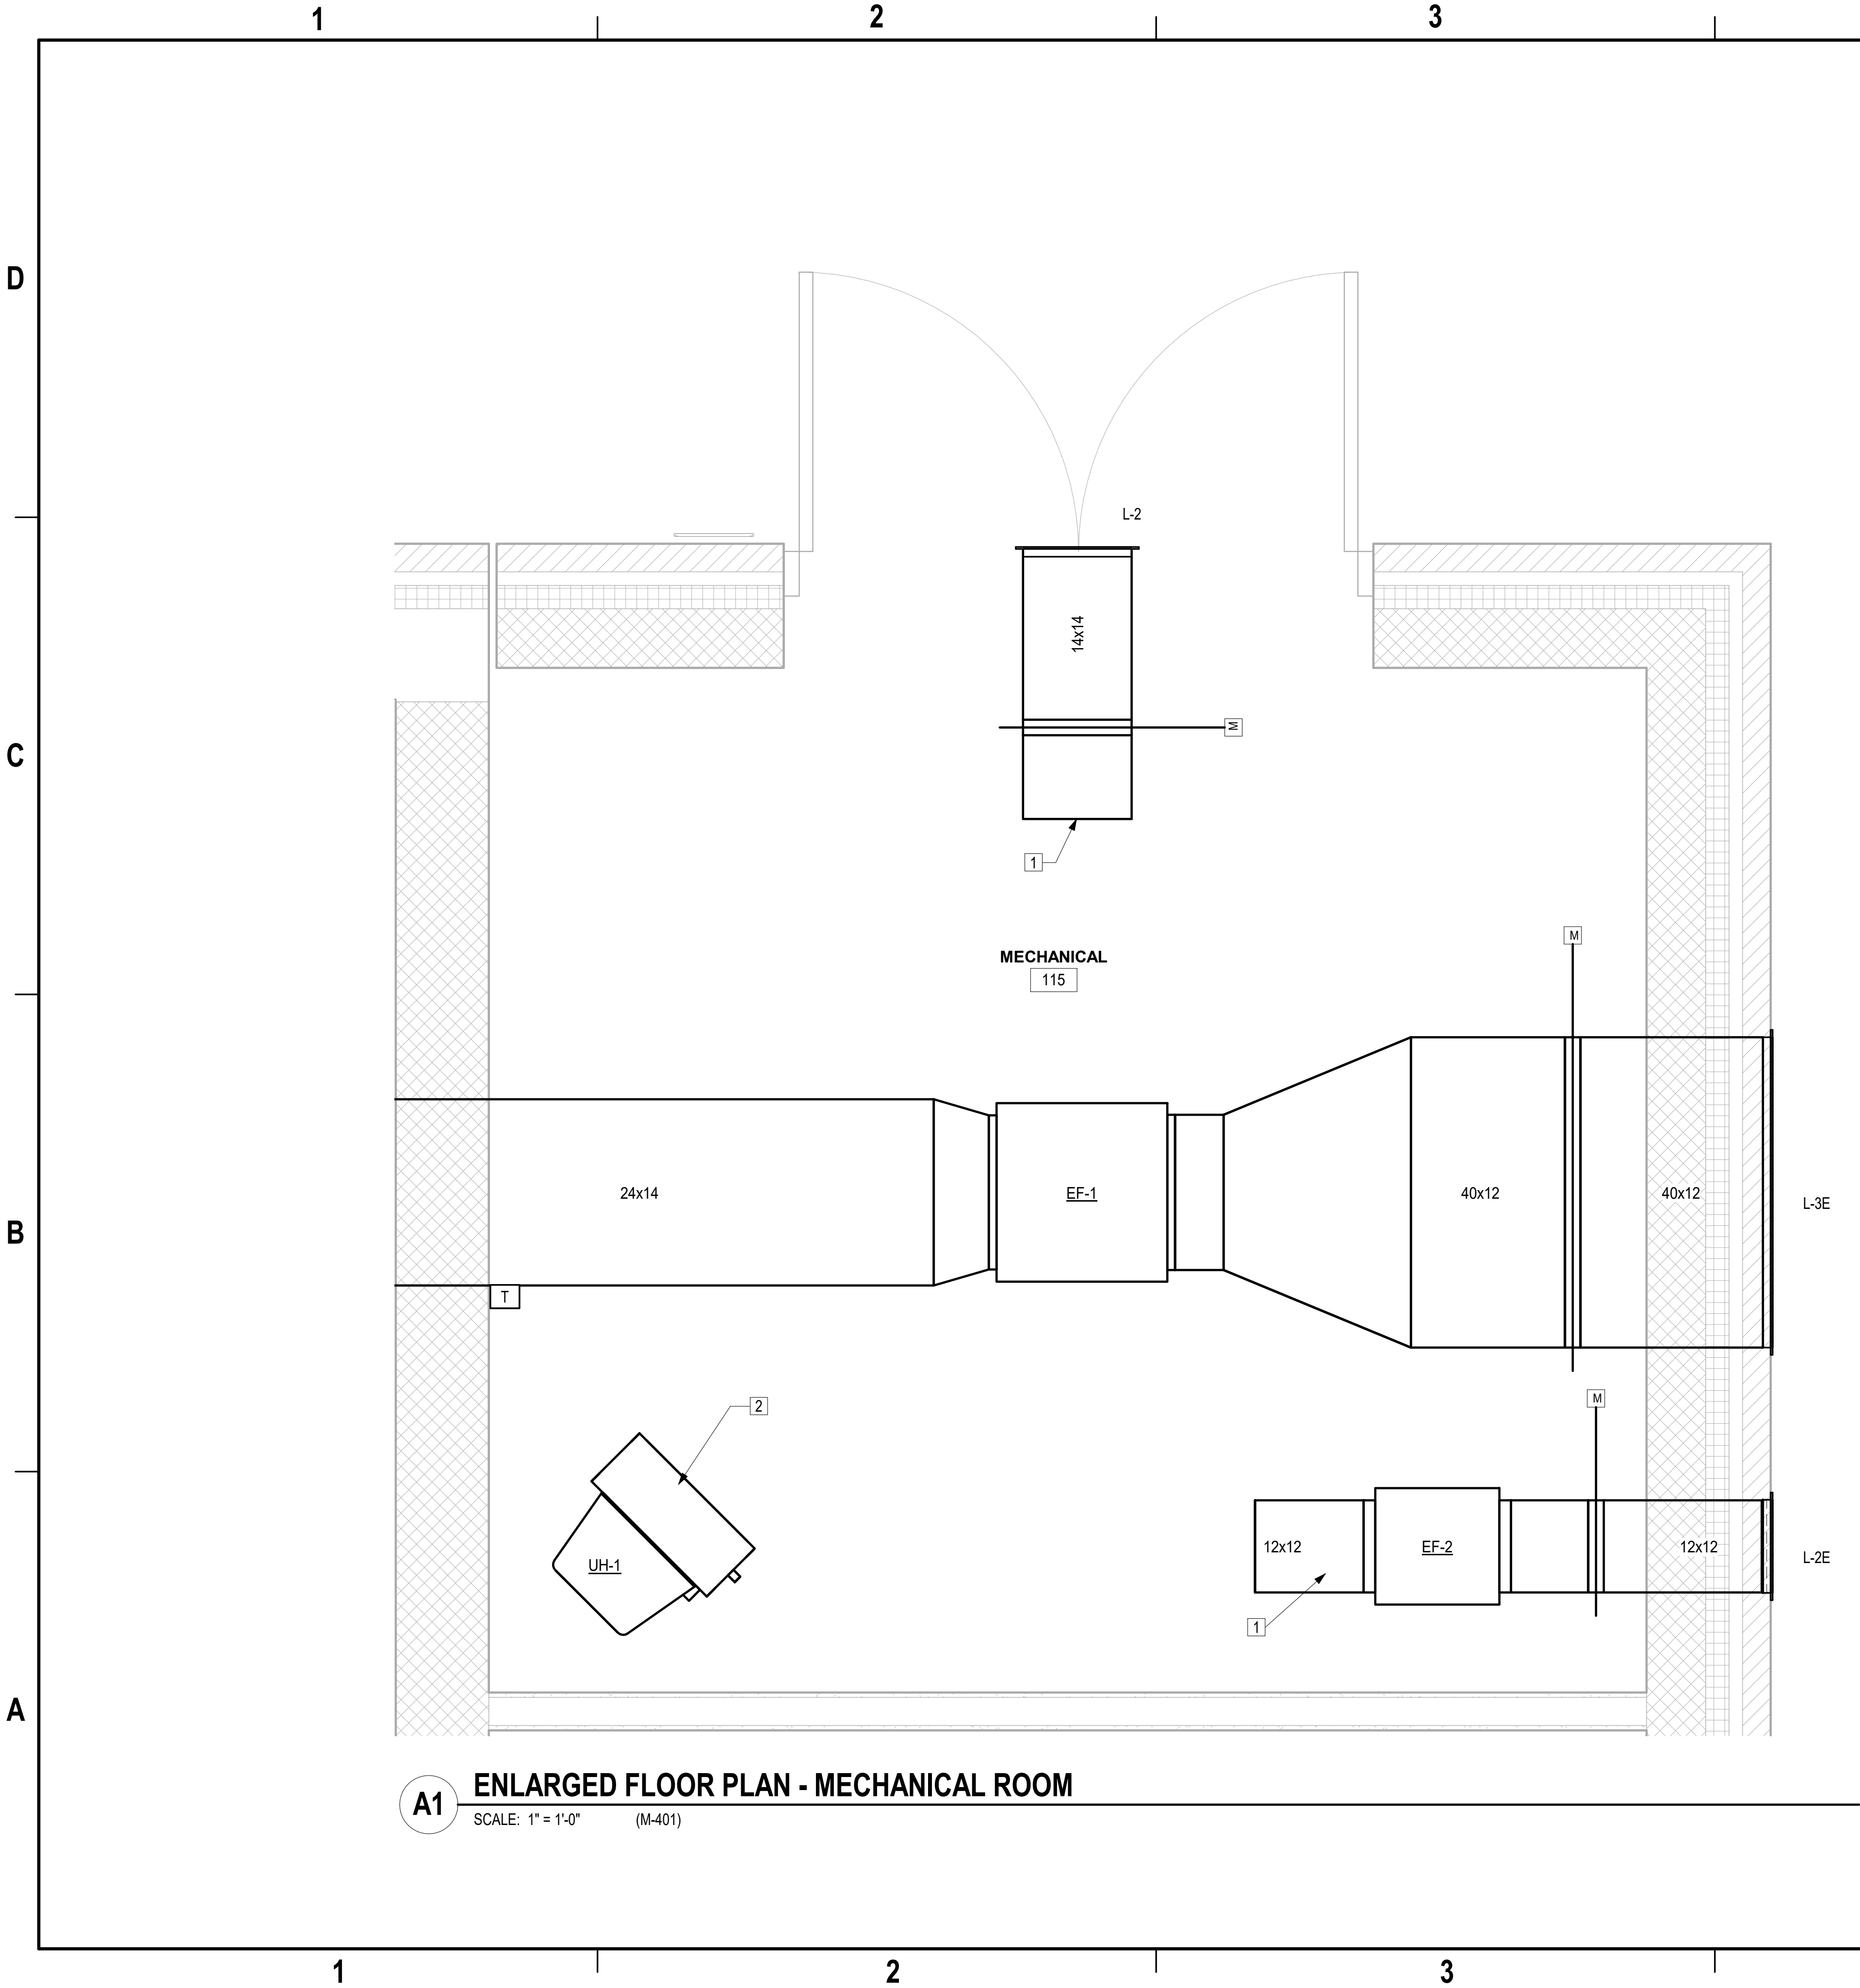 1 2 3
D
L-2
14x14
C
M
1
M
MECHANICAL
115
24x14
EF-1
40x12
40x12
L-3E
B
T
M
2
12x12
EF-2
12x12
L-2E
UH-1
1
A
A1
ENLARGED FLOOR PLAN - MECHANICAL ROOM
SCALE: 1" = 1'-0" (M-401)
1 2 3